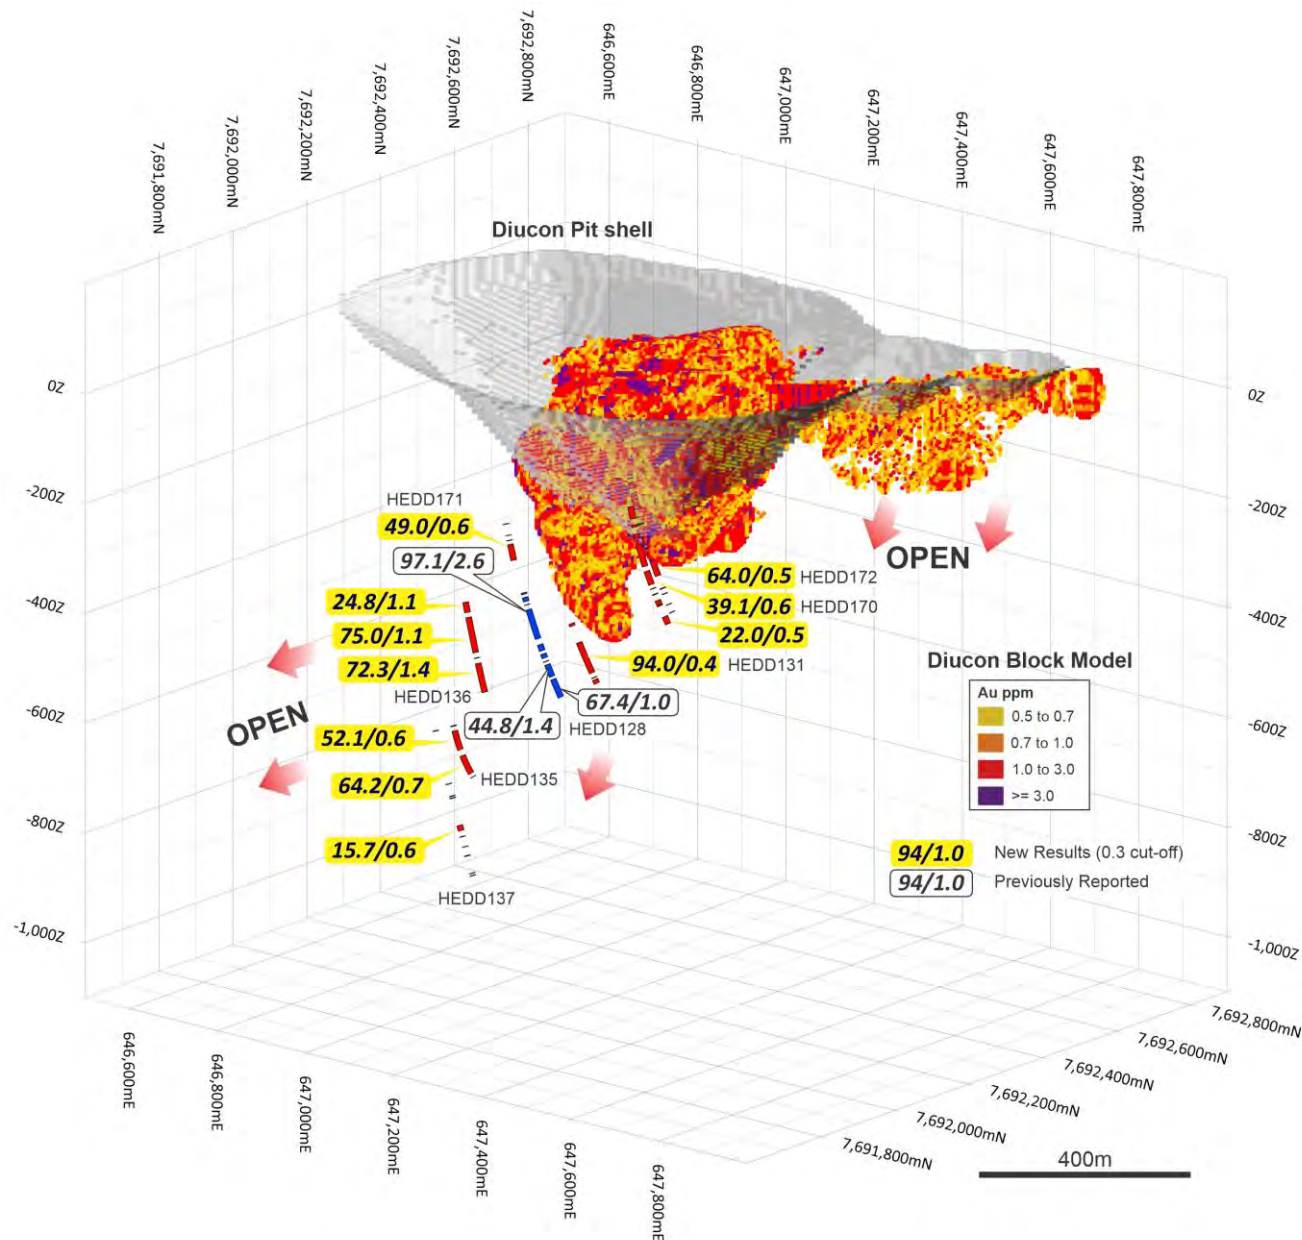 7,691,800mN
7,692,000mN
7,692,200mN
7,692,400mN
7,692,600mN
7,692,800mN
646,600mE
646,800mE
647,000mE
647,200mE
647,400mE
647,600mE
647,800mE
Diucon Pit shell
0Z
-200Z
-400Z
-600Z
-800Z
-1,000Z
0Z
-200Z
-400Z
-600Z
-800Z
-1,000Z
HEDD171
49.0/0.6
97.1/2.6
24.8/1.1
75.0/1.1
72.3/1.4
HEDD136
OPEN
52.1/0.6
64.2/0.7
HEDD135
15.7/0.6
HEDD137
44.8/1.4
67.4/1.0
HEDD128
64.0/0.5
HEDD172
39.1/0.6
HEDD170
22.0/0.5
94.0/0.4
HEDD131
OPEN
Diucon Block Model
Au ppm
0.5 to 0.7
0.7 to 1.0
1.0 to 3.0
>= 3.0
94/1.0 New Results (0.3 cut-off)
94/1.0 Previously Reported
646,600mE
646,800mE
647,000mE
647,200mE
647,400mE
647,600mE
647,800mE
7,691,800mN
7,692,000mN
7,692,200mN
7,692,400mN
7,692,600mN
7,692,800mN
400m